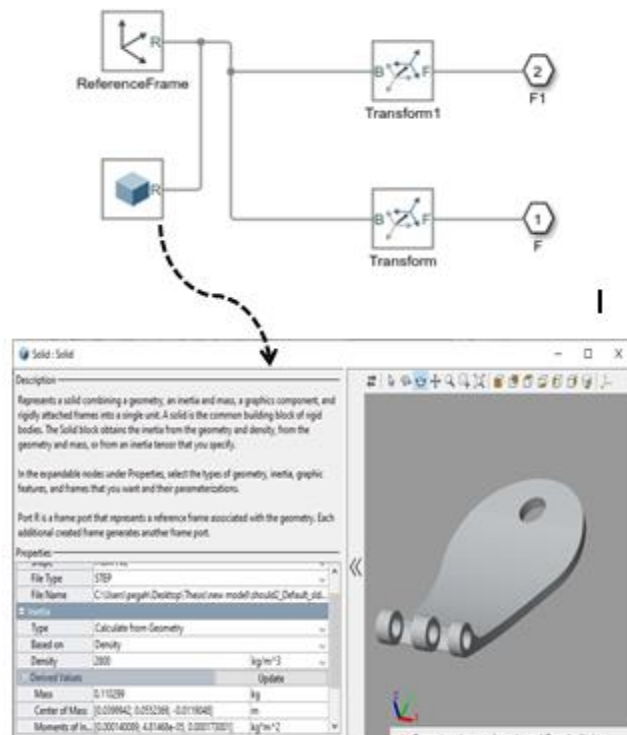 R
ReferenceFrame
R
B F
Transform1
2
F1
B F
Transform
1
F
I
Solid : Solid
Description
Represents a solid combining a geometry, an inertia and mass, a graphics component, and
rigidly attached frames into a single unit. A solid is the common building block of rigid
bodies. The Solid block obtains the inertia from the geometry and density, from the
geometry and mass, or from an inertia tensor that you specify.
In the expandable nodes under Properties, select the types of geometry, inertia, graphic
features, and frames that you want and their parameterizations.
Port R is a frame port that represents a reference frame associated with the geometry. Each
additional created frame generates another frame port.
Properties
File Type STEP
File Name C:\Users\pegah\Desktop\Thesis\new model\should2_Default_sld...
Inertia
Type Calculate from Geometry
Based on Density
Density 2800 kg/m^3
Derived Values Update
Mass 0.110299 kg
Center of Mass m
Moments of In... kg*m^2